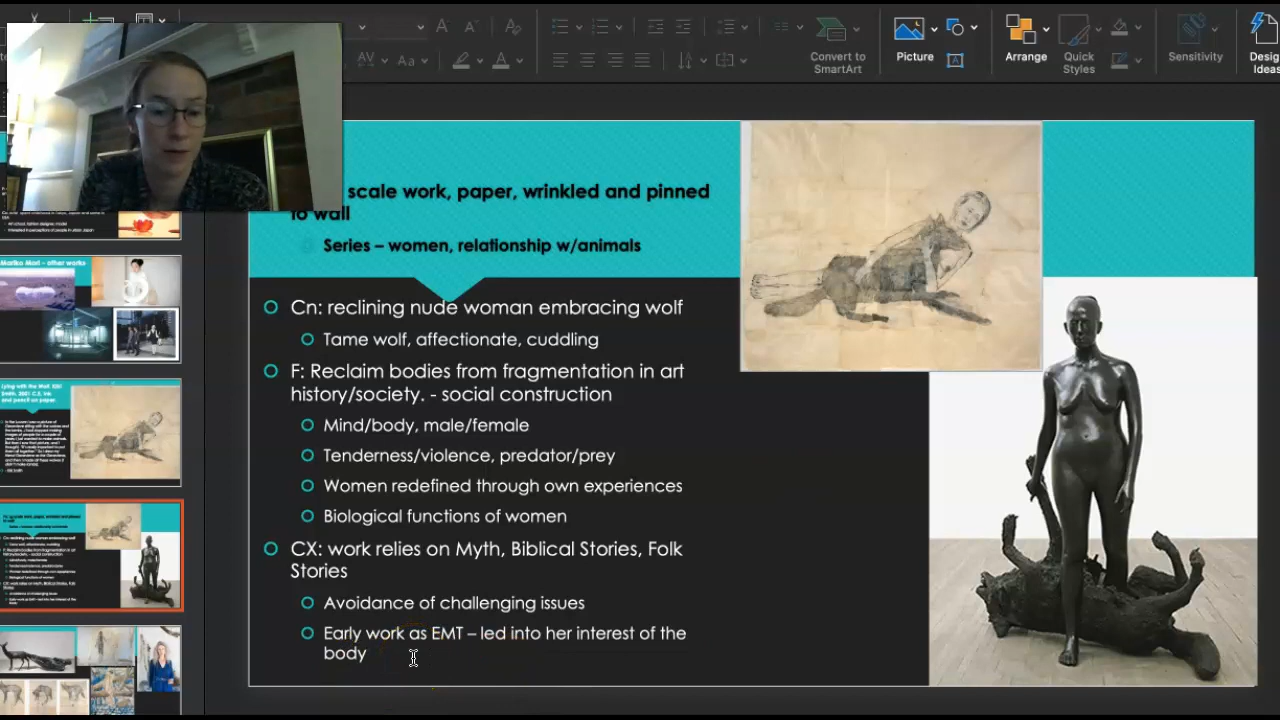 Convert to
SmartArt
Picture
Arrange
Quick
Styles
Sensitivity
Design
Ideas
scale work, paper, wrinkled and pinned
to wall
Series – women, relationship w/animals
Cn: reclining nude woman embracing wolf
Tame wolf, affectionate, cuddling
F: Reclaim bodies from fragmentation in art
history/society. - social construction
Mind/body, male/female
Tenderness/violence, predator/prey
Women redefined through own experiences
Biological functions of women
CX: work relies on Myth, Biblical Stories, Folk
Stories
Avoidance of challenging issues
Early work as EMT – led into her interest of the
body
Mariko Mori - other works